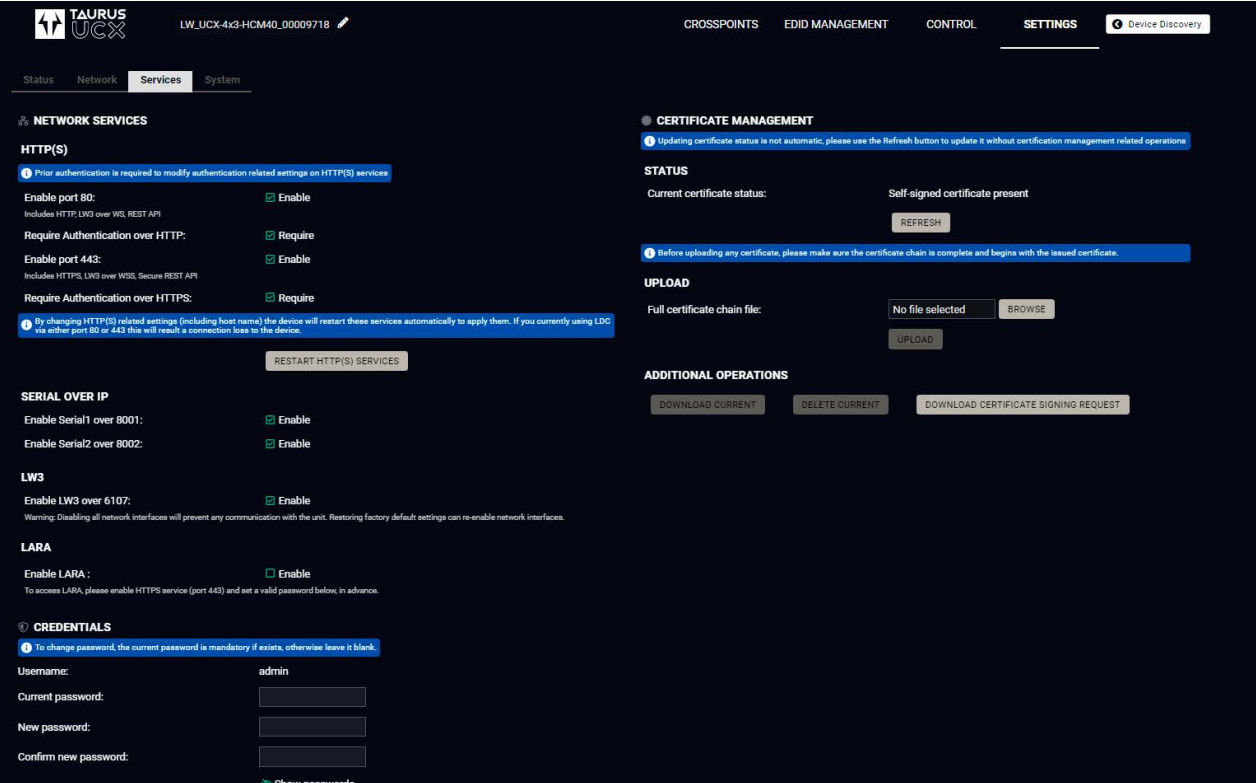 TAURUS
UCX
LW_UCX-4x3-HCM40_00009718
CROSSPOINTS
EDID MANAGEMENT
CONTROL
SETTINGS
Device Discovery
Status
Network
Services
System
NETWORK SERVICES
HTTP(S)
Prior authentication is required to modify authentication related settings on HTTP(S) services
Enable port 80:
Enable
Includes HTTP, LW3 over WS, REST API
Require Authentication over HTTP:
Require
Enable port 443:
Enable
Includes HTTPS, LW3 over WSS, Secure REST API
Require Authentication over HTTPS:
Require
By changing HTTP(S) related settings (including host name) the device will restart these services automatically to apply them. If you currently using LDC
via either port 80 or 443 this will result a connection loss to the device.
RESTART HTTP(S) SERVICES
SERIAL OVER IP
Enable Serial1 over 8001:
Enable
Enable Serial2 over 8002:
Enable
LW3
Enable LW3 over 6107:
Enable
Warning: Disabling all network interfaces will prevent any communication with the unit. Restoring factory default settings can re-enable network interfaces.
LARA
Enable LARA :
Enable
To access LARA, please enable HTTPS service (port 443) and set a valid password below, in advance.
CREDENTIALS
To change password, the current password is mandatory if exists, otherwise leave it blank.
Username:
admin
Current password:
New password:
Confirm new password:
Show passwords
CERTIFICATE MANAGEMENT
Updating certificate status is not automatic, please use the Refresh button to update it without certification management related operations
STATUS
Current certificate status:
Self-signed certificate present
REFRESH
Before uploading any certificate, please make sure the certificate chain is complete and begins with the issued certificate.
UPLOAD
Full certificate chain file:
No file selected
BROWSE
UPLOAD
ADDITIONAL OPERATIONS
DOWNLOAD CURRENT
DELETE CURRENT
DOWNLOAD CERTIFICATE SIGNING REQUEST